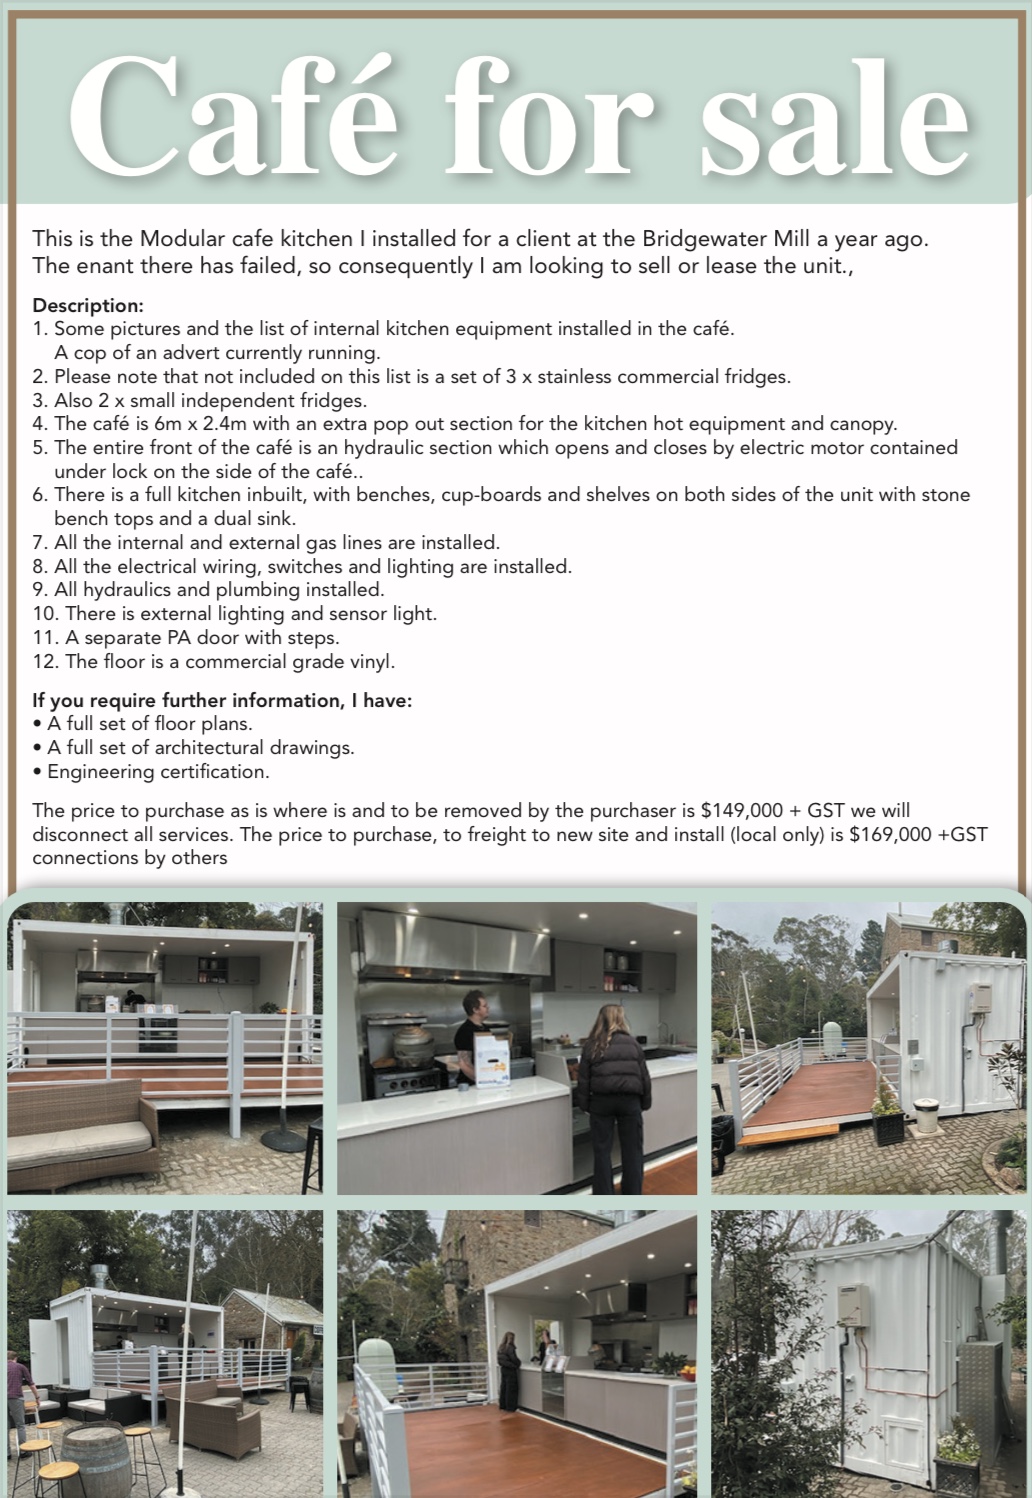 Café for sale
This is the Modular cafe kitchen I installed for a client at the Bridgewater Mill a year ago.
The enant there has failed, so consequently I am looking to sell or lease the unit.,
Description:
1. Some pictures and the list of internal kitchen equipment installed in the café.
A cop of an advert currently running.
2. Please note that not included on this list is a set of 3 x stainless commercial fridges.
3. Also 2 x small independent fridges.
4. The café is 6m x 2.4m with an extra pop out section for the kitchen hot equipment and canopy.
5. The entire front of the café is an hydraulic section which opens and closes by electric motor contained
under lock on the side of the café..
6. There is a full kitchen inbuilt, with benches, cup-boards and shelves on both sides of the unit with stone
bench tops and a dual sink.
7. All the internal and external gas lines are installed.
8. All the electrical wiring, switches and lighting are installed.
9. All hydraulics and plumbing installed.
10. There is external lighting and sensor light.
11. A separate PA door with steps.
12. The floor is a commercial grade vinyl.
If you require further information, I have:
• A full set of floor plans.
• A full set of architectural drawings.
• Engineering certification.
The price to purchase as is where is and to be removed by the purchaser is $149,000 + GST we will
disconnect all services. The price to purchase, to freight to new site and install (local only) is $169,000 +GST
connections by others